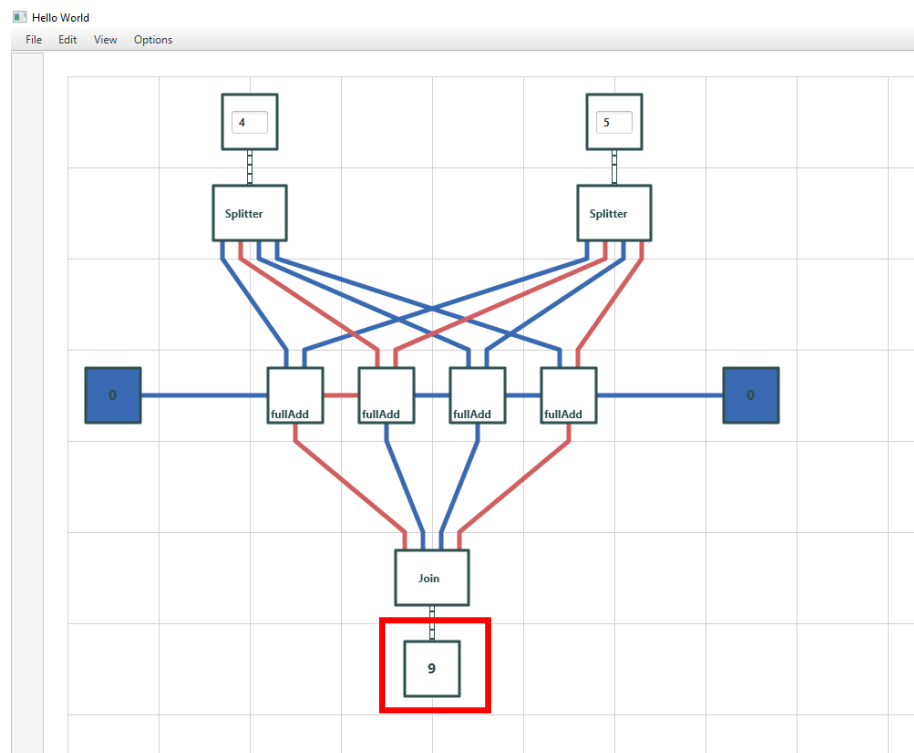 Hello World
File Edit View Options
4 5
Splitter Splitter
0 0
fullAdd fullAdd fullAdd fullAdd
Join
9